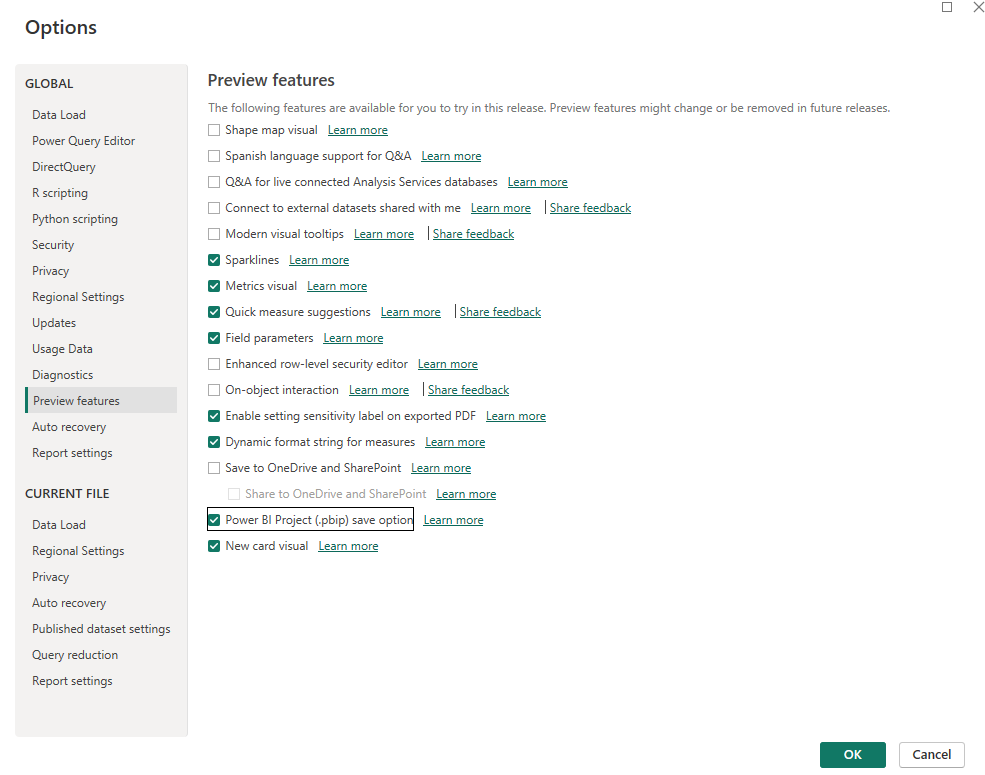 Options
GLOBAL
Data Load
Power Query Editor
DirectQuery
R scripting
Python scripting
Security
Privacy
Regional Settings
Updates
Usage Data
Diagnostics
Preview features
Auto recovery
Report settings
CURRENT FILE
Data Load
Regional Settings
Privacy
Auto recovery
Published dataset settings
Query reduction
Report settings
Preview features
The following features are available for you to try in this release. Preview features might change or be removed in future releases.
Shape map visual Learn more
Spanish language support for Q&A Learn more
Q&A for live connected Analysis Services databases Learn more
Connect to external datasets shared with me Learn more | Share feedback
Modern visual tooltips Learn more | Share feedback
Sparklines Learn more
Metrics visual Learn more
Quick measure suggestions Learn more | Share feedback
Field parameters Learn more
Enhanced row-level security editor Learn more
On-object interaction Learn more | Share feedback
Enable setting sensitivity label on exported PDF Learn more
Dynamic format string for measures Learn more
Save to OneDrive and SharePoint Learn more
Share to OneDrive and SharePoint Learn more
Power BI Project (.pbip) save option Learn more
New card visual Learn more
OK Cancel